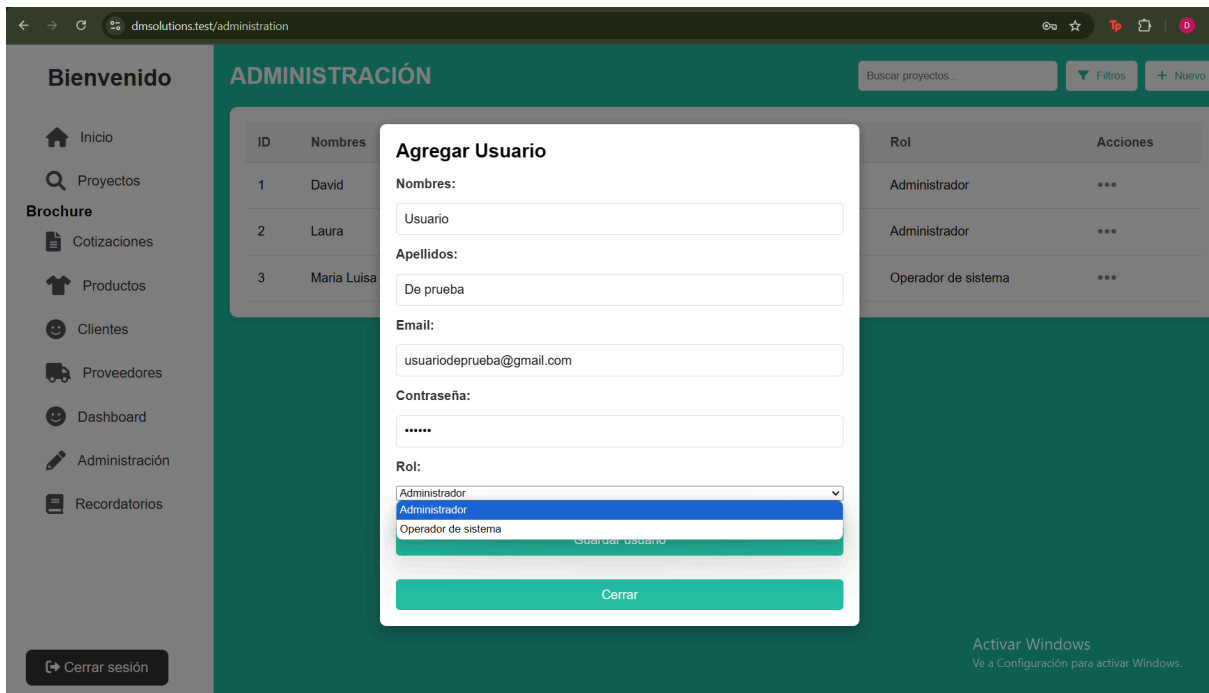 dmsolutions.test/administration
Tp
D
Bienvenido
Inicio
Proyectos
Brochure
Cotizaciones
Productos
Clientes
Proveedores
Dashboard
Administración
Recordatorios
Cerrar sesión
ADMINISTRACIÓN
Buscar proyectos...
Filtros
+ Nuevo
ID Nombres Rol Acciones
1 David Administrador •••
2 Laura Administrador •••
3 Maria Luisa Operador de sistema •••
Agregar Usuario
Nombres:
Usuario
Apellidos:
De prueba
Email:
usuariodeprueba@gmail.com
Contraseña:
••••••
Rol:
Administrador
Administrador
Operador de sistema
Guardar usuario
Cerrar
Activar Windows
Ve a Configuración para activar Windows.